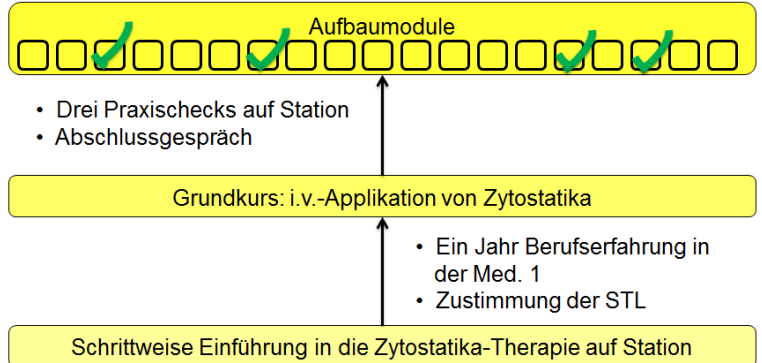 Aufbaumodule
• Drei Praxischecks auf Station
• Abschlussgespräch
Grundkurs: i.v.-Applikation von Zytostatika
• Ein Jahr Berufserfahrung in
der Med. 1
• Zustimmung der STL
Schrittweise Einführung in die Zytostatika-Therapie auf Station